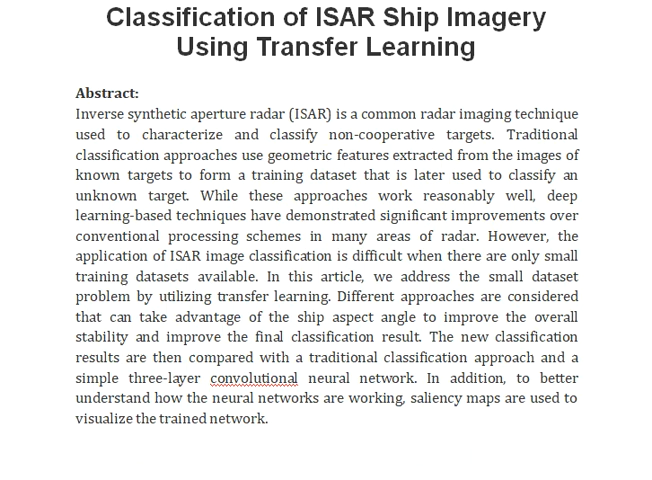 Classification of ISAR Ship Imagery
Using Transfer Learning
Abstract:
Inverse synthetic aperture radar (ISAR) is a common radar imaging technique
used to characterize and classify non-cooperative targets. Traditional
classification approaches use geometric features extracted from the images of
known targets to form a training dataset that is later used to classify an
unknown target. While these approaches work reasonably well, deep
learning-based techniques have demonstrated significant improvements over
conventional processing schemes in many areas of radar. However, the
application of ISAR image classification is difficult when there are only small
training datasets available. In this article, we address the small dataset
problem by utilizing transfer learning. Different approaches are considered
that can take advantage of the ship aspect angle to improve the overall
stability and improve the final classification result. The new classification
results are then compared with a traditional classification approach and a
simple three-layer convolutional neural network. In addition, to better
understand how the neural networks are working, saliency maps are used to
visualize the trained network.